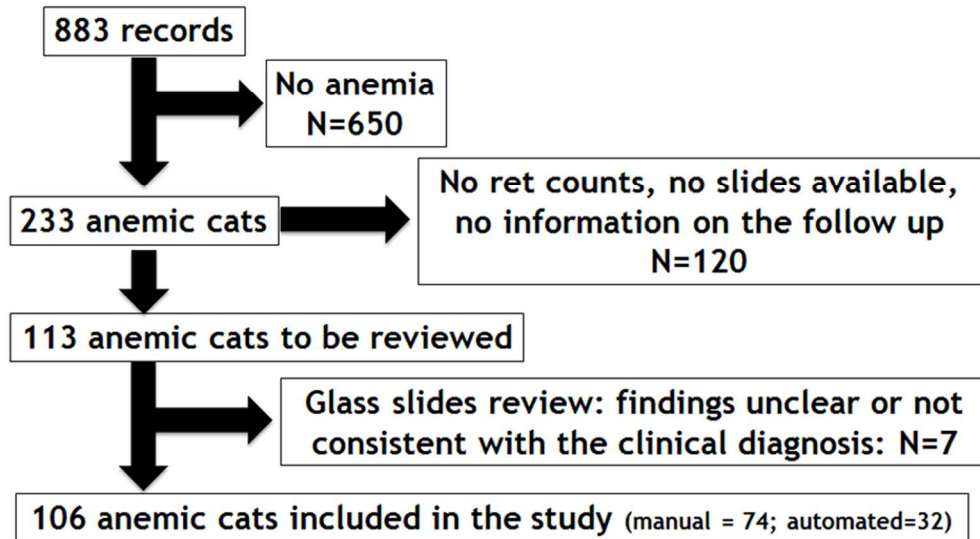 883 records
No anemia
N=650
233 anemic cats
No ret counts, no slides available,
no information on the follow up
N=120
113 anemic cats to be reviewed
Glass slides review: findings unclear or not
consistent with the clinical diagnosis: N=7
106 anemic cats included in the study (manual = 74; automated=32)